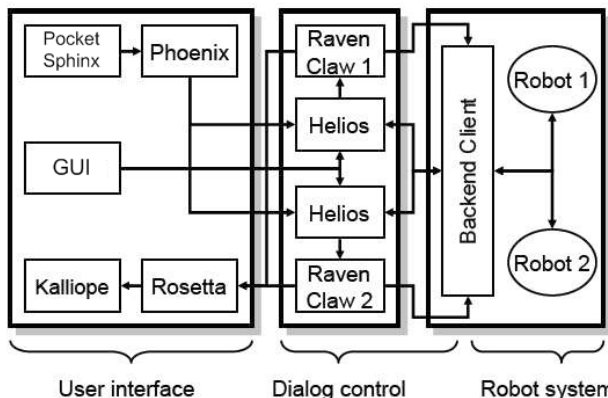 Pocket
Sphinx
Phoenix
GUI
Kalliope
Rosetta
Raven
Claw 1
Helios
Helios
Raven
Claw 2
Backend Client
Robot 1
Robot 2
User interface
Dialog control
Robot system